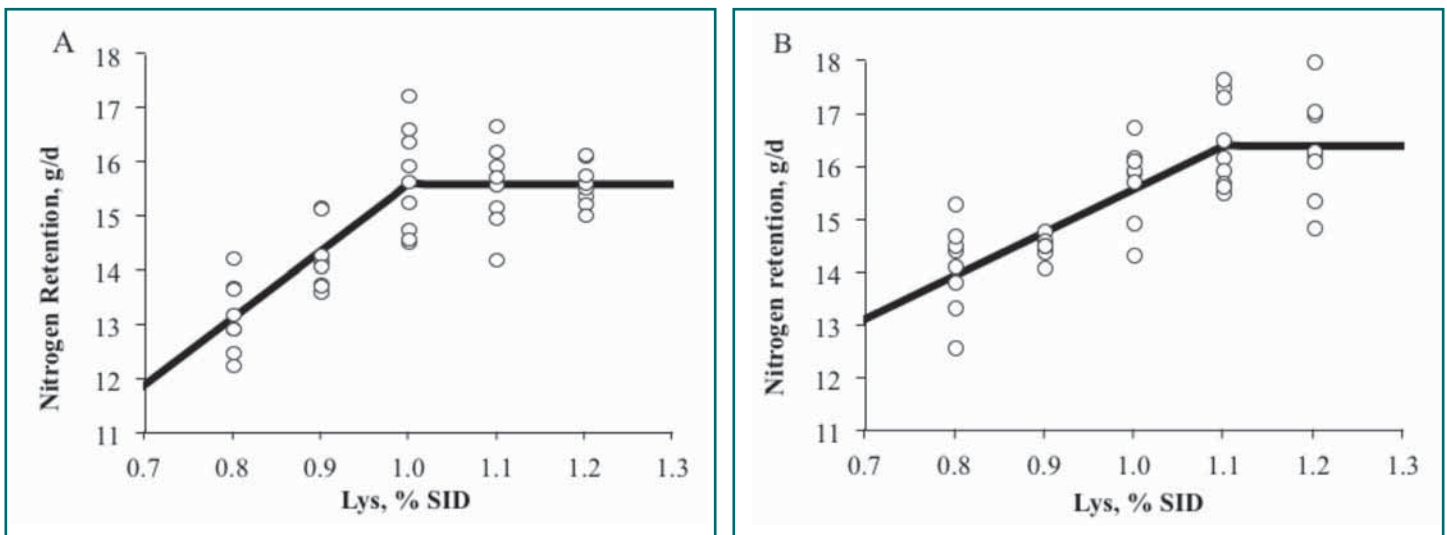 A
18
17
16
15
14
13
12
11
Nitrogen Retention, g/d
0.7 0.8 0.9 1.0 1.1 1.2 1.3
Lys, % SID
B
18
17
16
15
14
13
12
11
Nitrogen retention, g/d
0.7 0.8 0.9 1.0 1.1 1.2 1.3
Lys, % SID